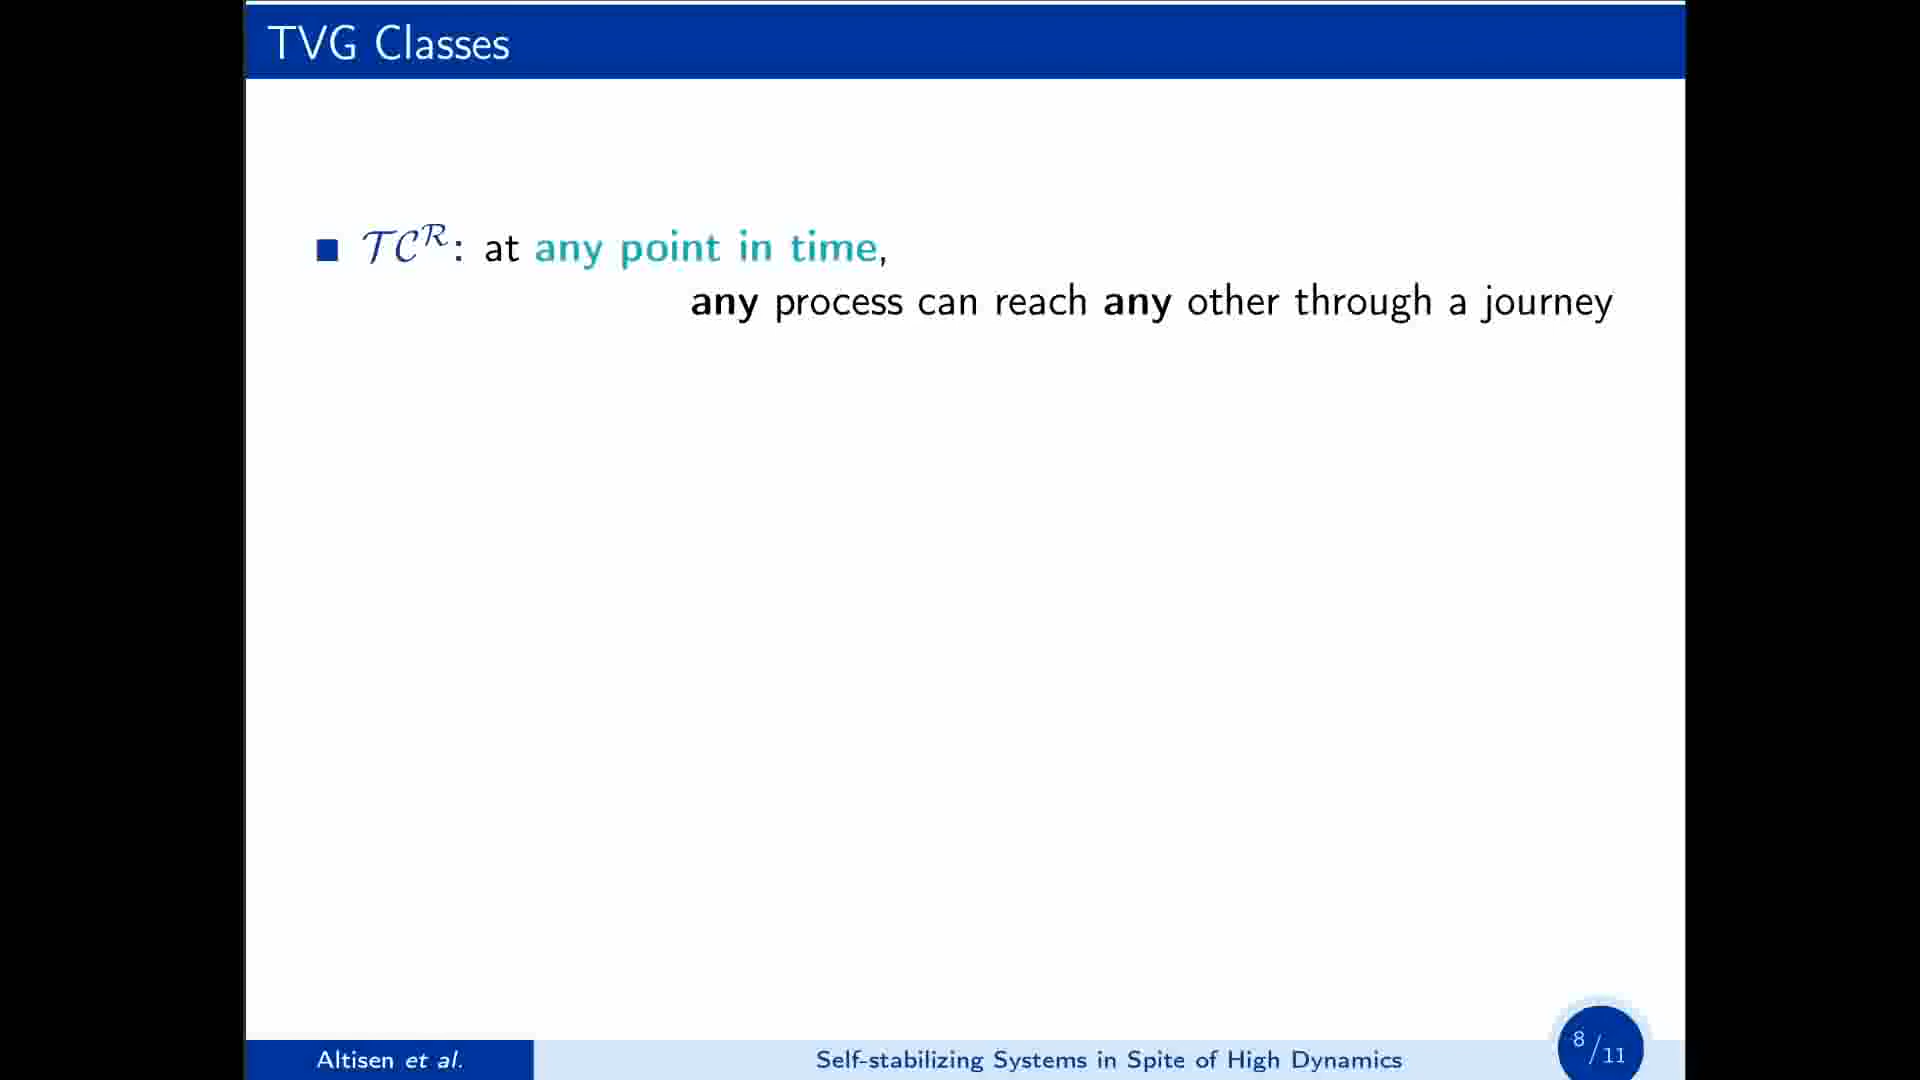 TVG Classes
𝒯𝒞^ℛ: at any point in time,
any process can reach any other through a journey
Altisen et al.
Self-stabilizing Systems in Spite of High Dynamics
8/11